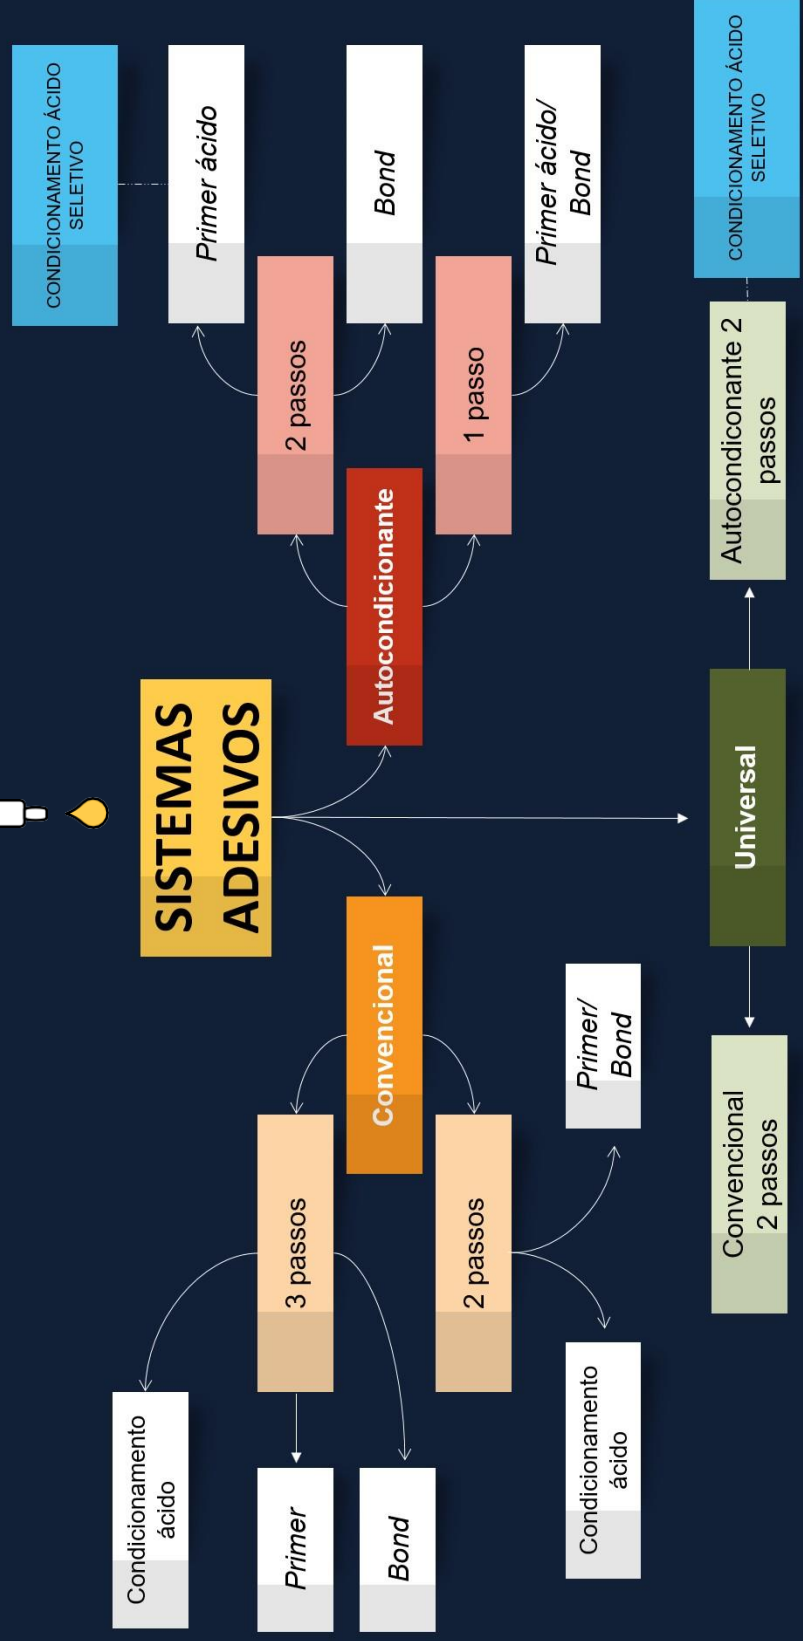 SISTEMAS
ADESIVOS
Convencional
3 passos
Condicionamento
ácido
Primer
Bond
2 passos
Condicionamento
ácido
Primer/
Bond
Autocondicionante
2 passos
Primer ácido
CONDICIONAMENTO ÁCIDO
SELETIVO
Bond
1 passo
Primer ácido/
Bond
Universal
Convencional
2 passos
Autocondiconante 2
passos
CONDICIONAMENTO ÁCIDO
SELETIVO